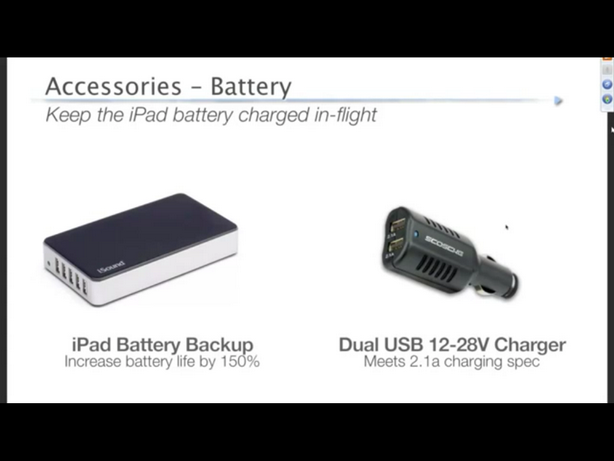 Accessories – Battery
Keep the iPad battery charged in-flight
iSound
SCOSCHE
iPad Battery Backup
Increase battery life by 150%
Dual USB 12-28V Charger
Meets 2.1a charging spec